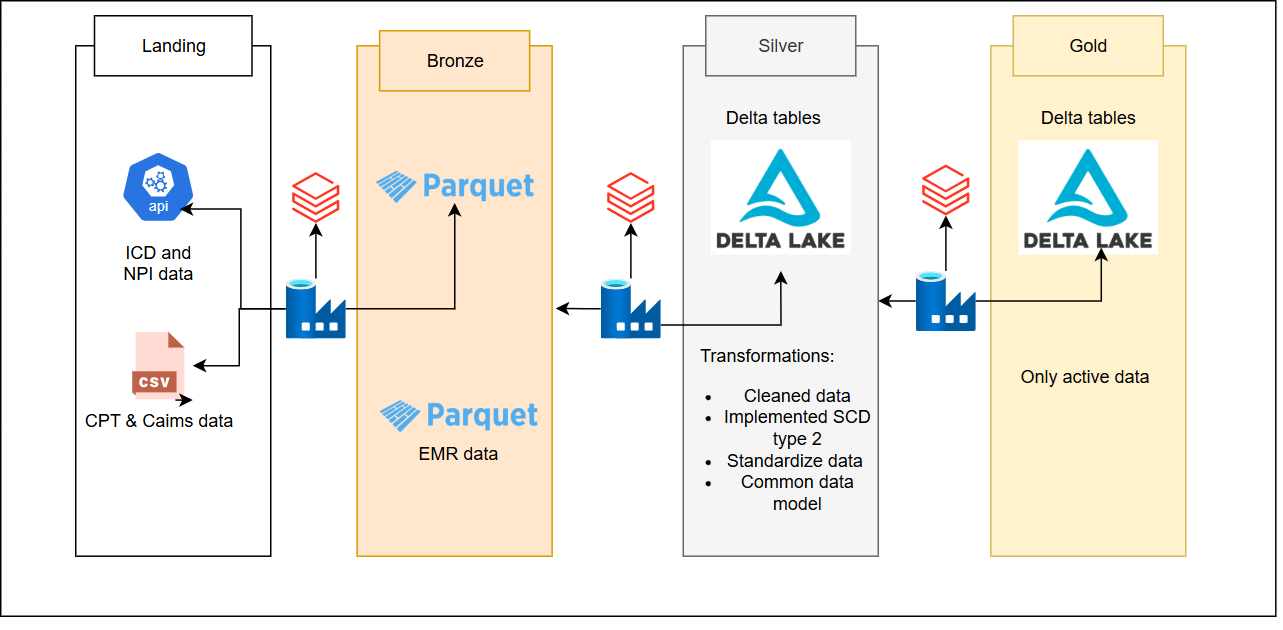 Landing
Bronze
Silver
Gold
api
ICD and
NPI data
CSV
CPT & Caims data
Parquet
Parquet
EMR data
Delta tables
DELTA LAKE
Transformations:
• Cleaned data
• Implemented SCD
type 2
• Standardize data
• Common data
model
Delta tables
DELTA LAKE
Only active data